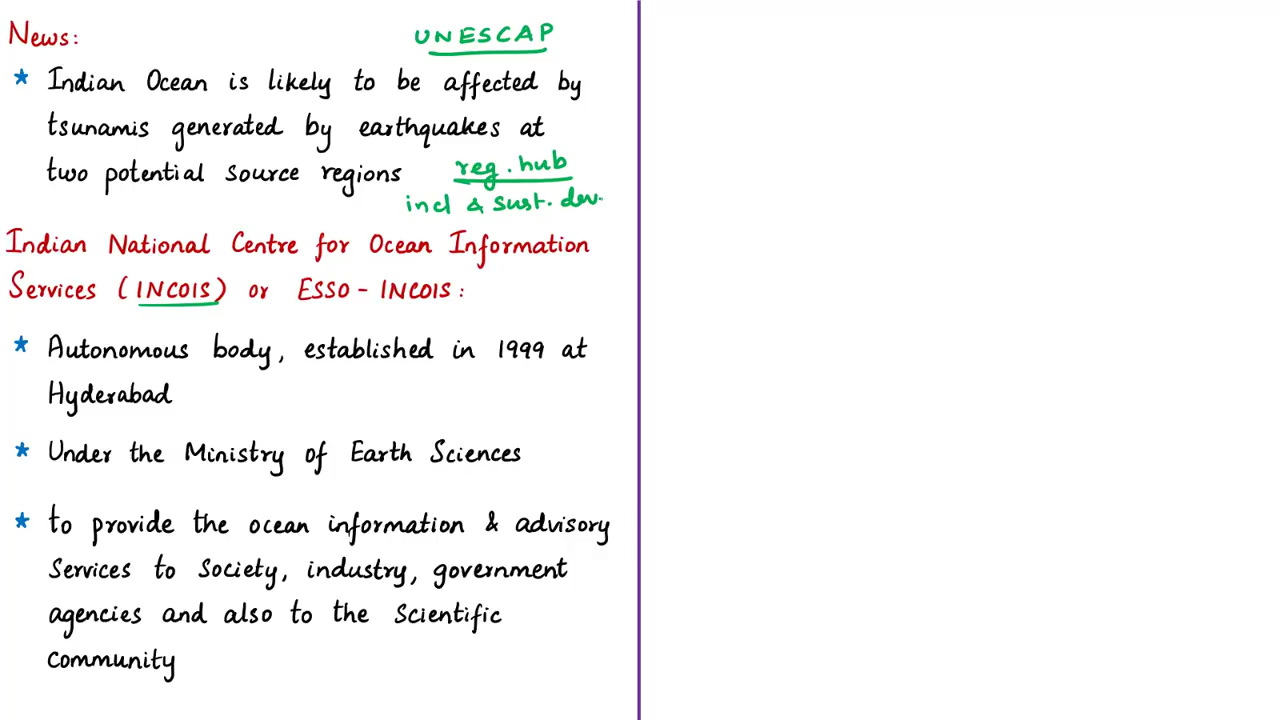 News:
UNESCAP
* Indian Ocean is likely to be affected by
tsunamis generated by earthquakes at
two potential source regions
reg. hub
incl & sust. dev.
Indian National Centre for Ocean Information
Services (INCOIS) or ESSO - INCOIS:
* Autonomous body, established in 1999 at
Hyderabad
* Under the Ministry of Earth Sciences
* to provide the ocean information & advisory
services to society, industry, government
agencies and also to the scientific
community